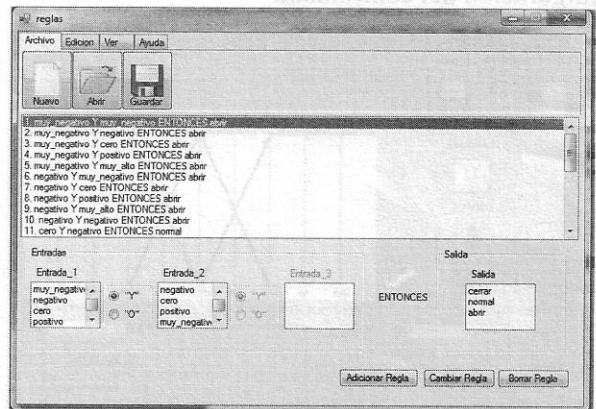 reglas
Archivo Edicion Ver Ayuda
Nuevo Abrir Guardar
1. muy_negativo Y muy_negativo ENTONCES abrir
2. muy_negativo Y negativo ENTONCES abrir
3. muy_negativo Y cero ENTONCES abrir
4. muy_negativo Y positivo ENTONCES abrir
5. muy_negativo Y muy_alto ENTONCES abrir
6. negativo Y muy_negativo ENTONCES abrir
7. negativo Y cero ENTONCES abrir
8. negativo Y positivo ENTONCES abrir
9. negativo Y muy_alto ENTONCES abrir
10. negativo Y negativo ENTONCES abrir
11. cero Y negativo ENTONCES normal
Entradas Salida
Entrada_1 Entrada_2 Entrada_3 Salida
muy_negativ negativo cerrar
negativo "Y" cero "Y" ENTONCES normal
cero "O" positivo "O" abrir
positivo muy_negativ
Adicionar Regla Cambiar Regla Borrar Regla